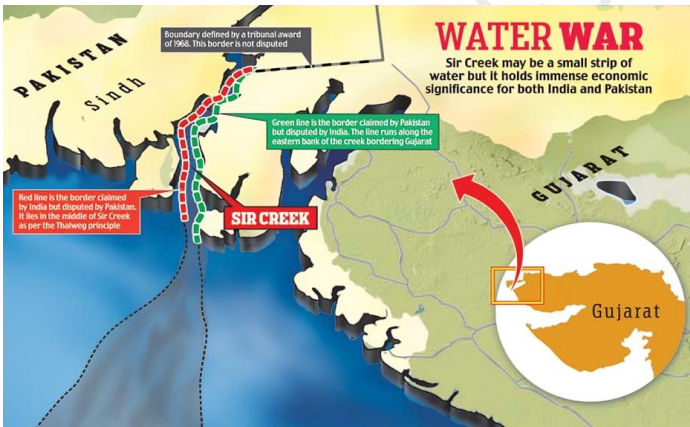 WATER WAR
Sir Creek may be a small strip of
water but it holds immense economic
significance for both India and Pakistan
Boundary defined by a tribunal award
of 1968. This border is not disputed
PAKISTAN
Sindh
Green line is the border claimed by Pakistan
but disputed by India. The line runs along the
eastern bank of the creek bordering Gujarat
GUJARAT
Red line is the border claimed
by India but disputed by Pakistan.
It lies in the middle of Sir Creek
as per the Thalweg principle
SIR CREEK
Gujarat